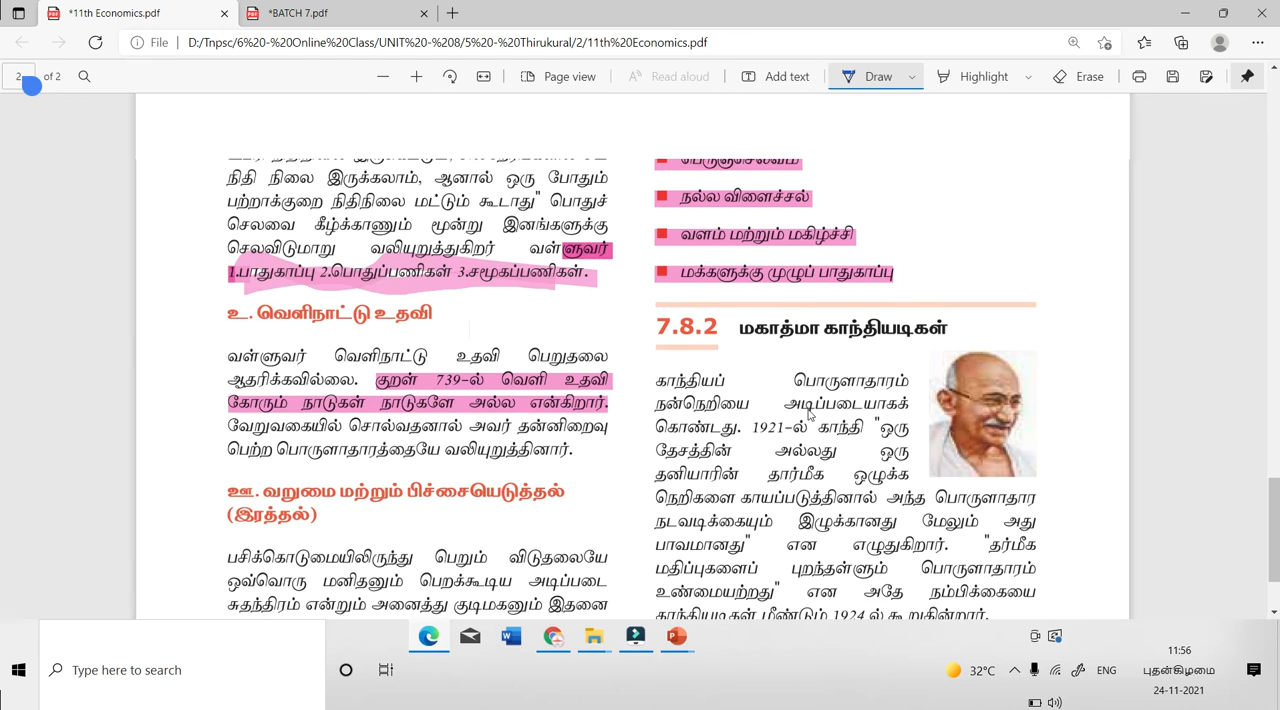 *11th Economics.pdf
*BATCH 7.pdf
File D:/Tnpsc/6%20-%20Online%20Class/UNIT%20-%208/5%20-%20Thirukural/2/11th%20Economics.pdf
2 of 2 Page view Read aloud Add text Draw Highlight Erase
நிதி நிலை இருக்கலாம், ஆனால் ஒரு போதும்
பற்றாக்குறை நிதிநிலை மட்டும் கூடாது" பொதுச்
செலவை கீழ்க்காணும் மூன்று இனங்களுக்கு
செலவிடுமாறு வலியுறுத்துகிறர் வள்ளுவர்
1.பாதுகாப்பு 2.பொதுப்பணிகள் 3.சமூகப்பணிகள்.
உ. வெளிநாட்டு உதவி
வள்ளுவர் வெளிநாட்டு உதவி பெறுதலை
ஆதரிக்கவில்லை. குறள் 739-ல் வெளி உதவி
கோரும் நாடுகள் நாடுகளே அல்ல என்கிறார்.
வேறுவகையில் சொல்வதனால் அவர் தன்னிறைவு
பெற்ற பொருளாதாரத்தையே வலியுறுத்தினார்.
ஊ. வறுமை மற்றும் பிச்சையெடுத்தல்
(இரத்தல்)
பசிக்கொடுமையிலிருந்து பெறும் விடுதலையே
ஒவ்வொரு மனிதனும் பெறக்கூடிய அடிப்படை
சுதந்திரம் என்றும் அனைத்து குடிமகனும் இதனை
பெருஞ்செல்வம்
நல்ல விளைச்சல்
வளம் மற்றும் மகிழ்ச்சி
மக்களுக்கு முழுப் பாதுகாப்பு
7.8.2 மகாத்மா காந்தியடிகள்
காந்தியப் பொருளாதாரம்
நன்நெறியை அடிப்படையாகக்
கொண்டது. 1921-ல் காந்தி "ஒரு
தேசத்தின் அல்லது ஒரு
தனியாரின் தார்மீக ஒழுக்க
நெறிகளை காயப்படுத்தினால் அந்த பொருளாதார
நடவடிக்கையும் இழுக்கானது மேலும் அது
பாவமானது" என எழுதுகிறார். "தர்மீக
மதிப்புகளைப் புறந்தள்ளும் பொருளாதாரம்
உண்மையற்றது" என அதே நம்பிக்கையை
காந்தியடிகள் மீண்டும் 1924 ல் கூறுகின்றார்.
Type here to search
32°C ENG
11:56
புதன்கிழமை
24-11-2021